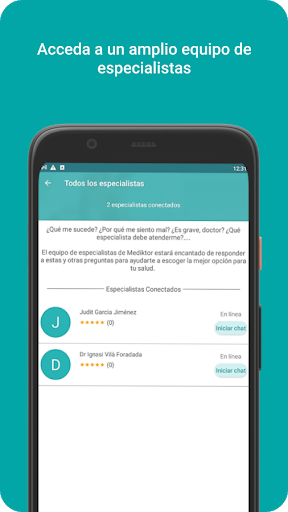 Acceda a un amplio equipo de
especialistas
12:31
Todos los especialistas
2 especialistas conectados
¿Qué me sucede? ¿Por qué me siento mal? ¿Es grave, doctor? ¿Qué
especialista debe atenderme?....
El equipo de especialistas de Mediktor estará encantado de responder
a estas y otras preguntas para ayudarte a escoger la mejor opción para
tu salud.
Especialistas Conectados
J
Judit Garcia Jiménez
(0)
En línea
Iniciar chat
D
Dr Ignasi Vilà Foradada
(0)
En línea
Iniciar chat